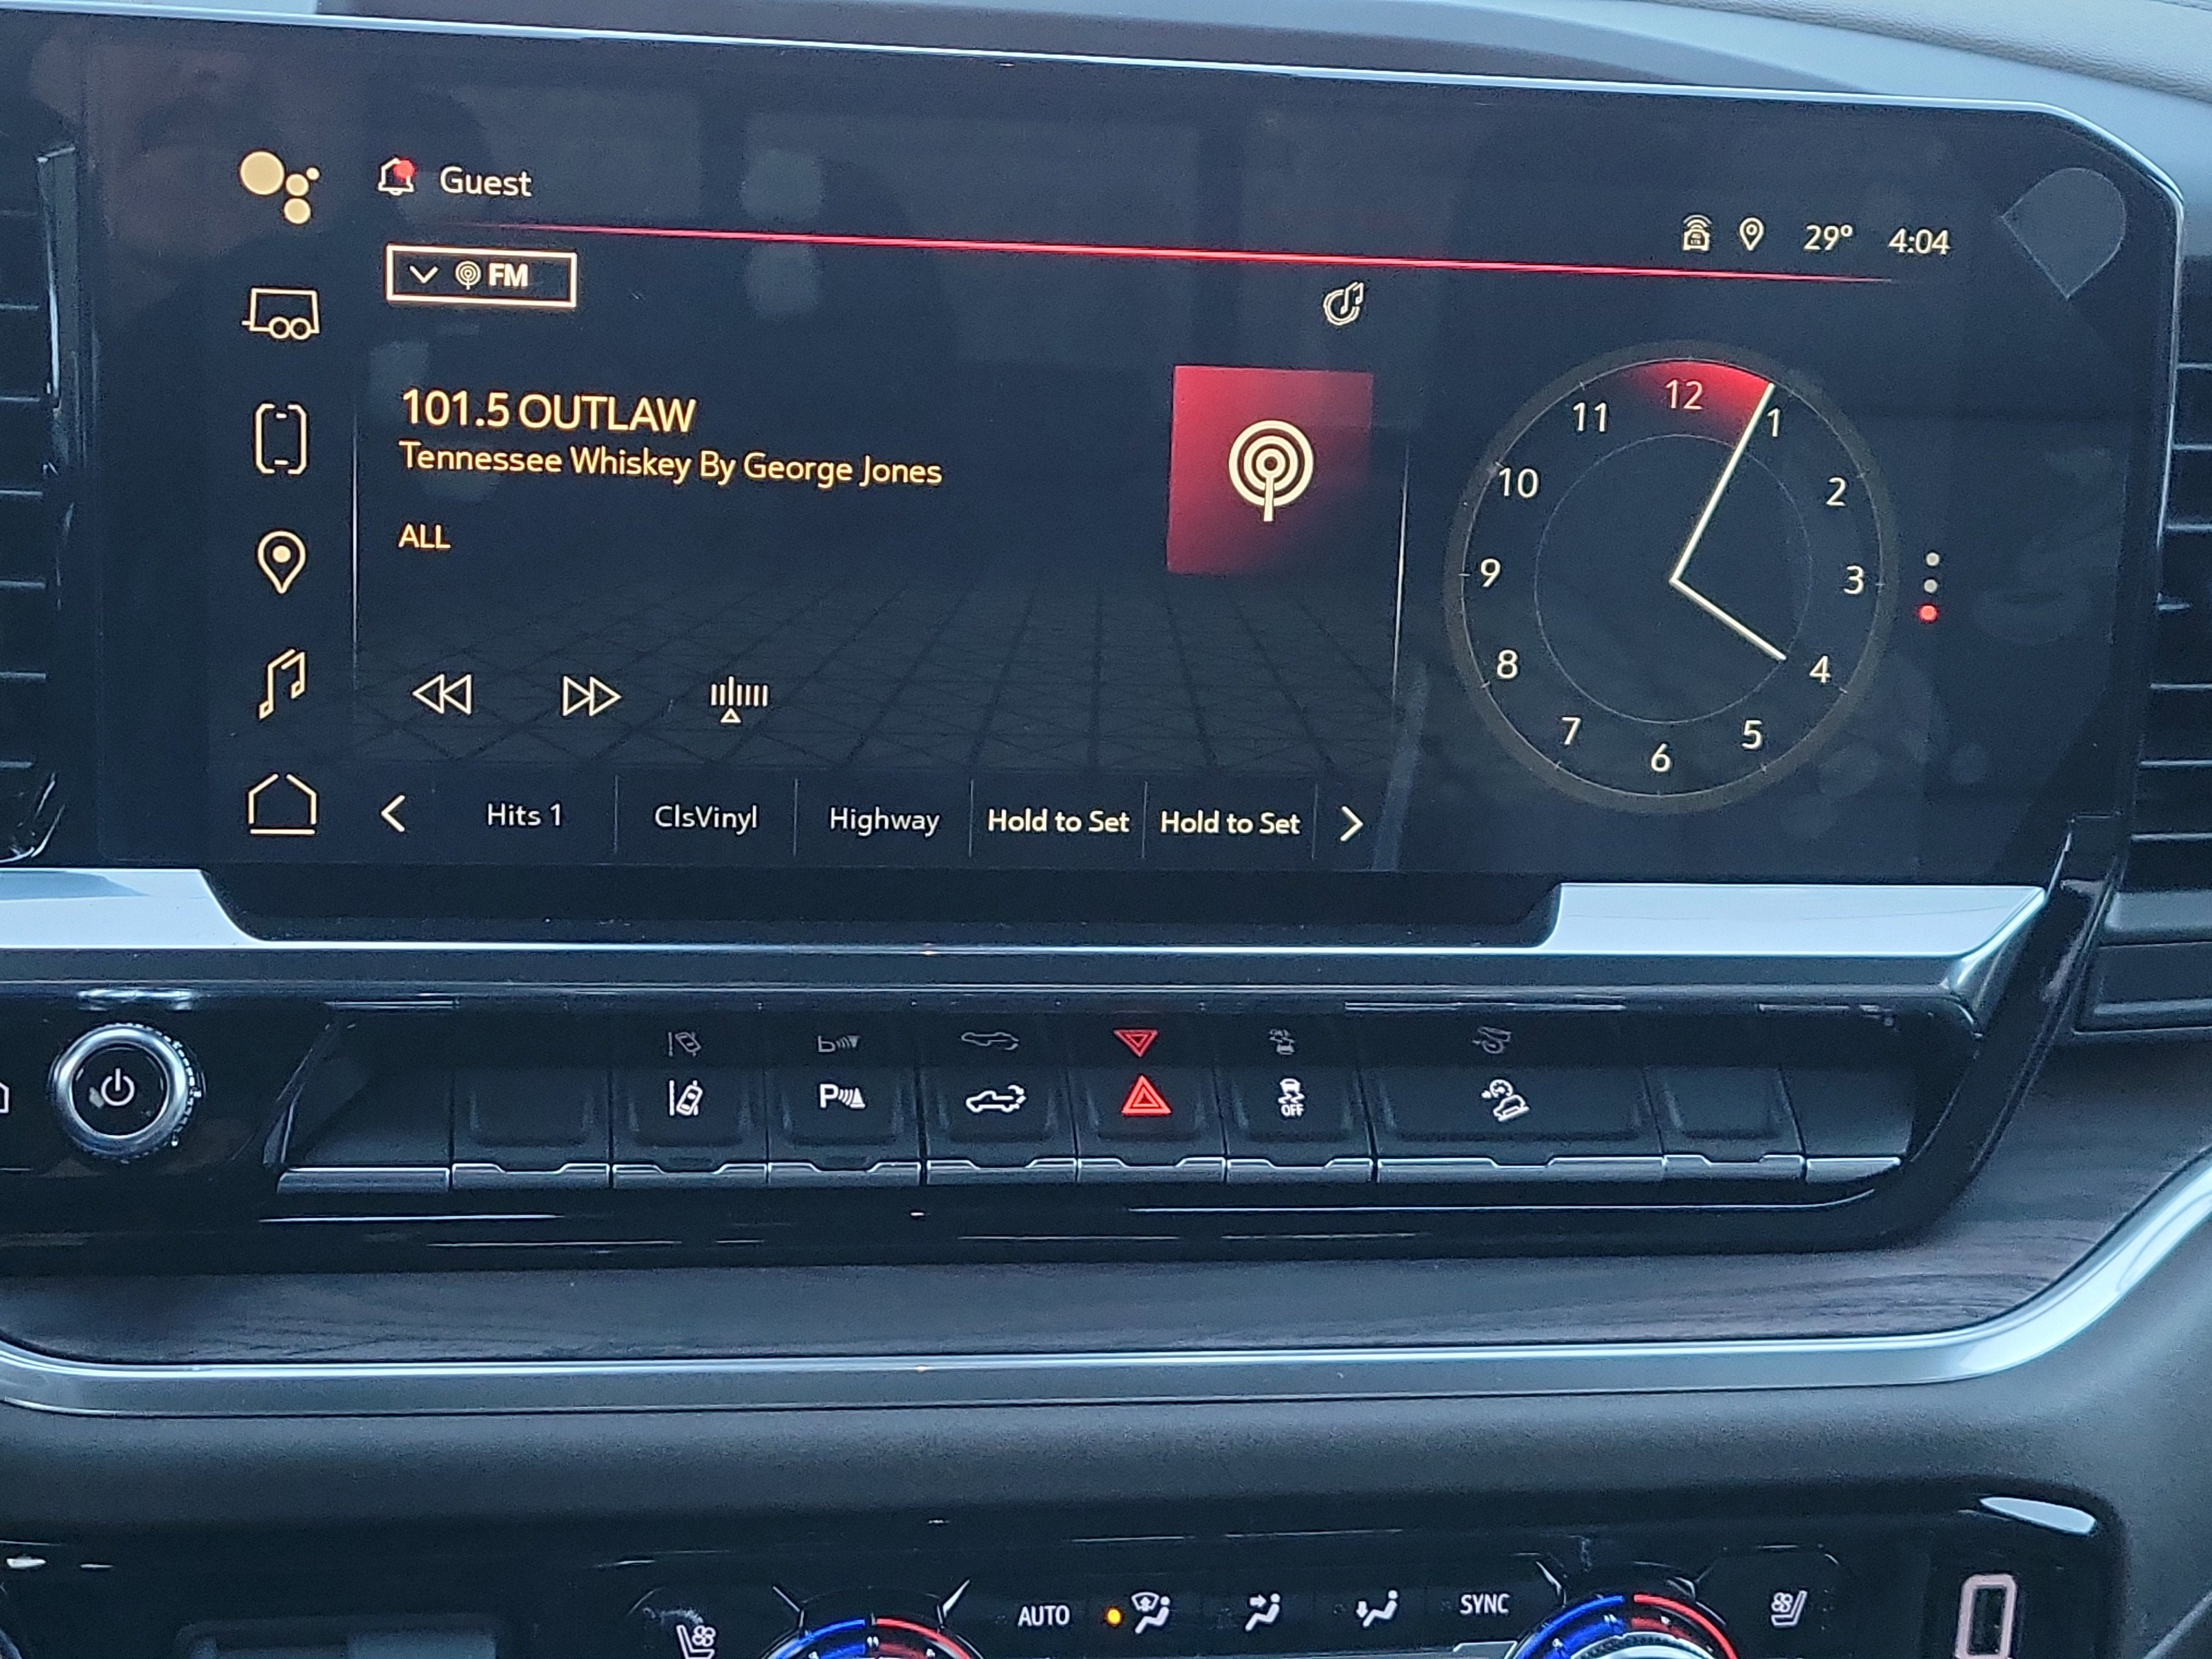 Guest
29° 4:04
FM
101.5 OUTLAW
Tennessee Whiskey By George Jones
ALL
12
1
2
3
4
5
6
7
8
9
10
11
Hits 1
ClsVinyl
Highway
Hold to Set
Hold to Set
P
OFF
AUTO
SYNC